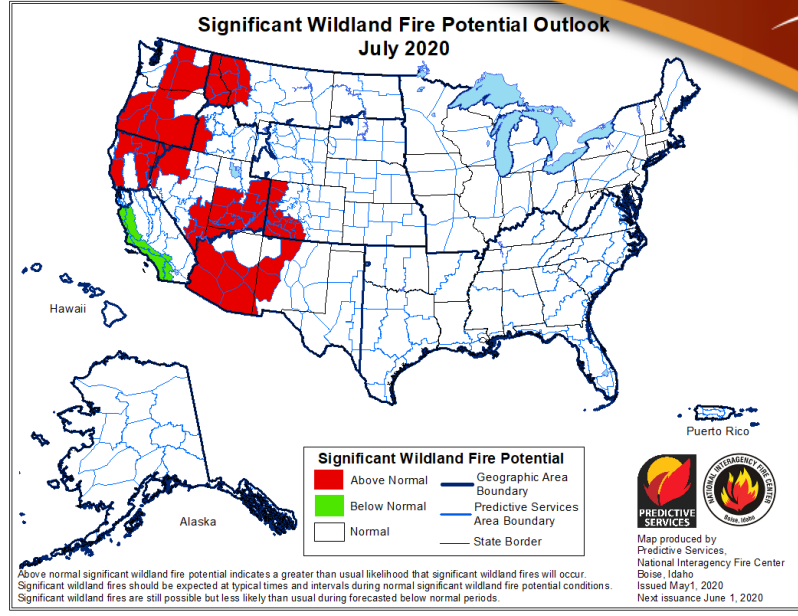 Significant Wildland Fire Potential Outlook
July 2020
Hawaii
Alaska
Puerto Rico
Significant Wildland Fire Potential
Above Normal
Below Normal
Normal
Geographic Area
Boundary
Predictive Services
Area Boundary
State Border
PREDICTIVE
SERVICES
NATIONAL INTERAGENCY FIRE CENTER
Boise, Idaho
Map produced by
Predictive Services,
National Interagency Fire Center
Boise, Idaho
Issued May1, 2020
Next issuance June 1, 2020
Above normal significant wildland fire potential indicates a greater than usual likelihood that significant wildland fires will occur.
Significant wildland fires should be expected at typical times and intervals during normal significant wildland fire potential conditions.
Significant wildland fires are still possible but less likely than usual during forecasted below normal periods.